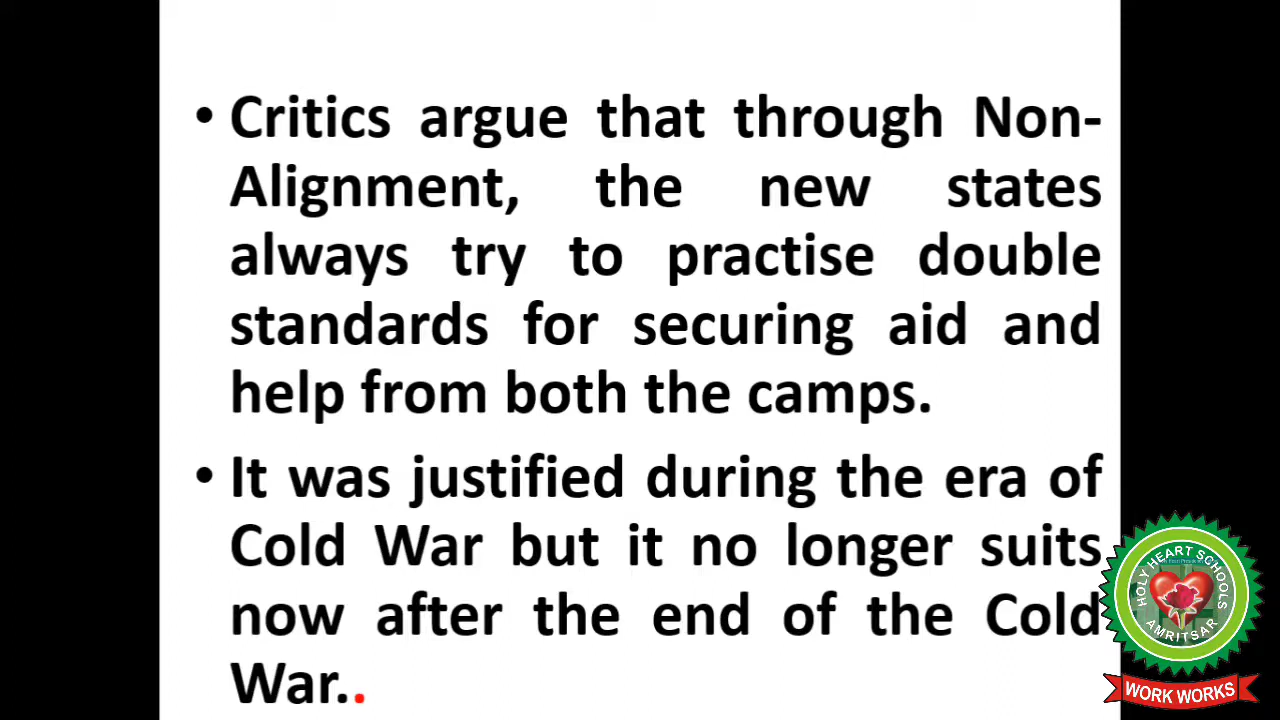 • Critics argue that through Non-
Alignment, the new states
always try to practise double
standards for securing aid and
help from both the camps.
• It was justified during the era of
Cold War but it no longer suits
now after the end of the Cold
War..
HOLY HEART SCHOOLS
AMRITSAR
WORK WORKS